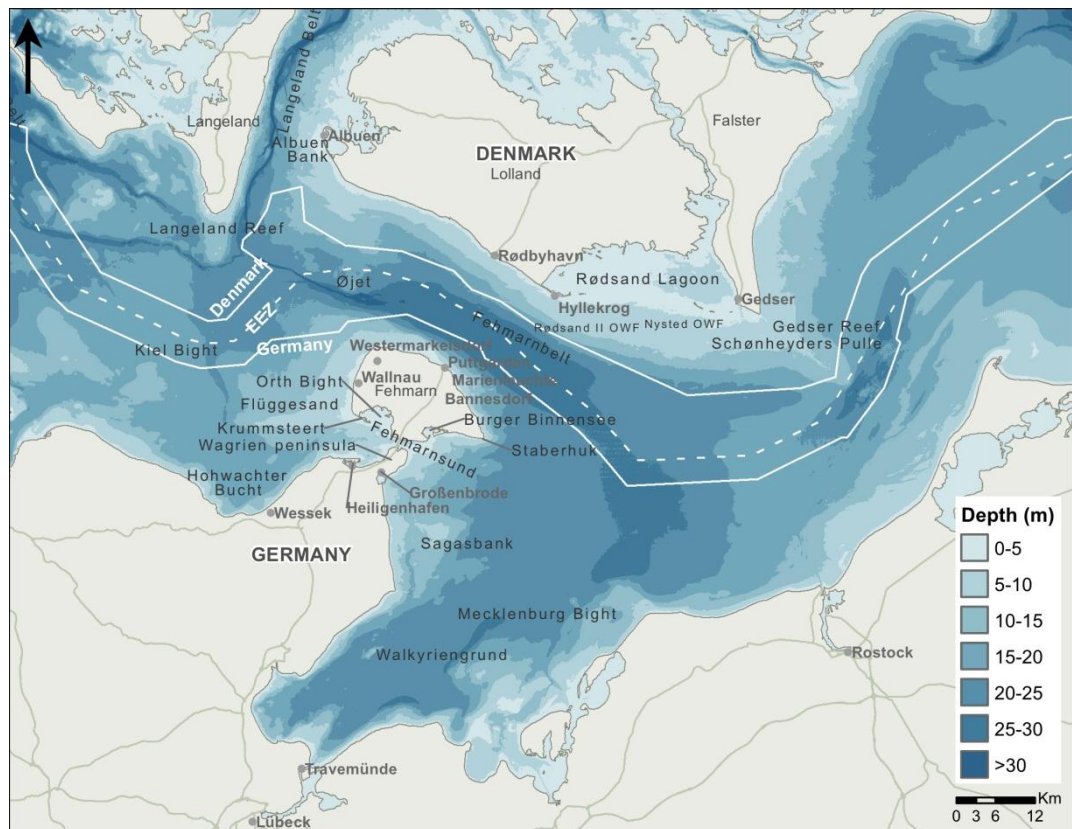 Langeland Belt
Langeland
Falster
Albuen
Albuen
Bank
DENMARK
Lolland
Langeland Reef
Rødbyhavn
Rødsand Lagoon
Øjet
Denmark
EEZ
Germany
Hyllekrog
Gedser
Rødsand II OWF
Nysted OWF
Fehmarnbelt
Gedser Reef
Schønheyders Pulle
Kiel Bight
Westermarkelsdorf
Puttgarden
Orth Bight
Wallnau
Fehmarn
Bannesdorf
Flüggesand
Krummsteert
Burger Binnensee
Wagrien peninsula
Fehmarnsund
Staberhuk
Hohwachter
Bucht
Großenbrode
Heiligenhafen
Wessek
GERMANY
Sagasbank
Mecklenburg Bight
Walkyriengrund
Rostock
Travemünde
Lübeck
Depth (m)
0-5
5-10
10-15
15-20
20-25
25-30
>30
Km
0 3 6 12